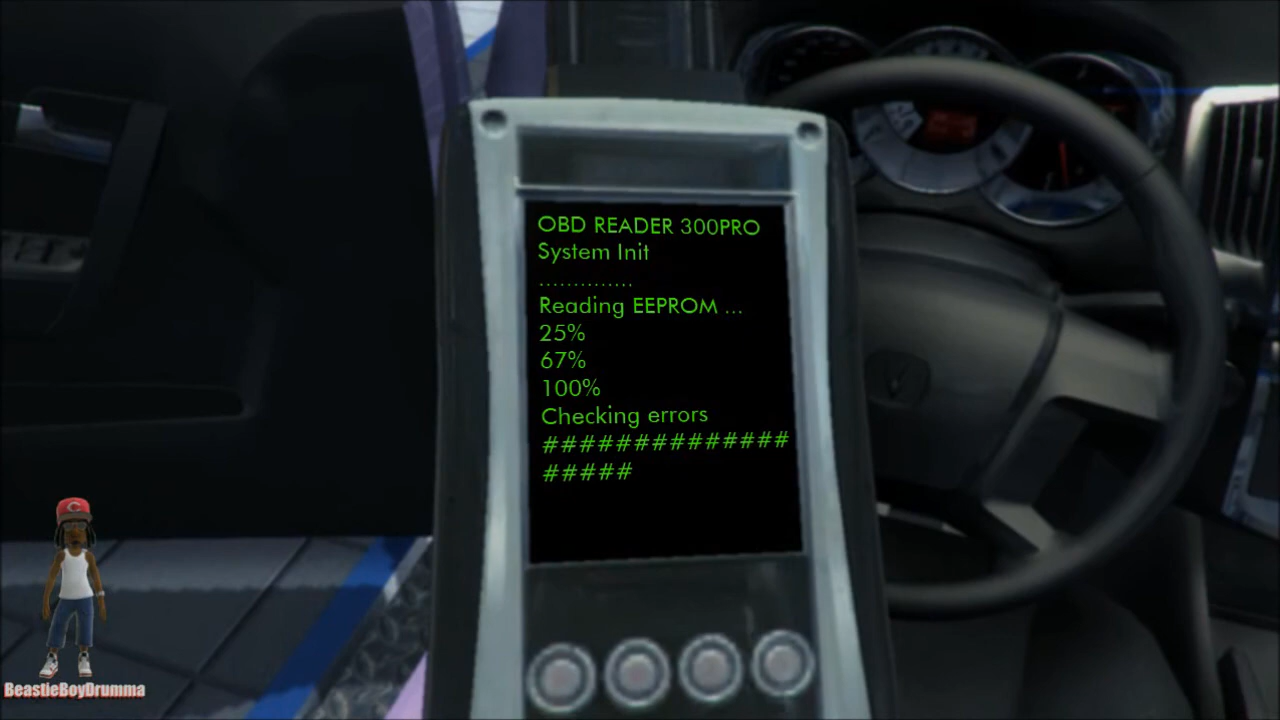 OBD READER 300PRO
System Init
..............
Reading EEPROM ...
25%
67%
100%
Checking errors
##############
#####
C
BeastieBoyDrumma